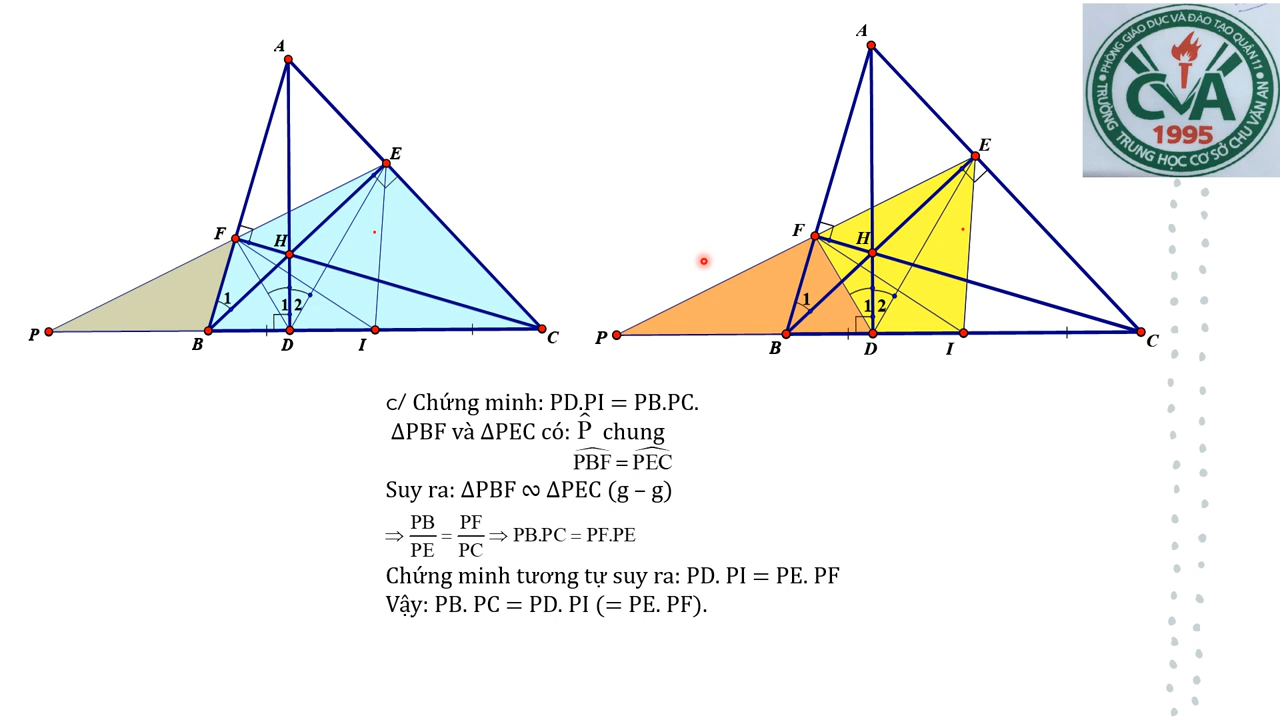 A
E
F
H
1
1 2
P
B
D
I
C
A
E
F
H
1
1 2
P
B
D
I
C
PHÒNG GIÁO DỤC VÀ ĐÀO TẠO QUẬN 11
CVA
1995
TRƯỜNG TRUNG HỌC CƠ SỞ CHU VĂN AN
c/ Chứng minh: PD.PI = PB.PC.
ΔPBF và ΔPEC có: P̂ chung
\widehat{PBF} = \widehat{PEC}
Suy ra: ΔPBF ∽ ΔPEC (g – g)
⇒ PB/PE = PF/PC ⇒ PB.PC = PF.PE
Chứng minh tương tự suy ra: PD. PI = PE. PF
Vậy: PB. PC = PD. PI (= PE. PF).